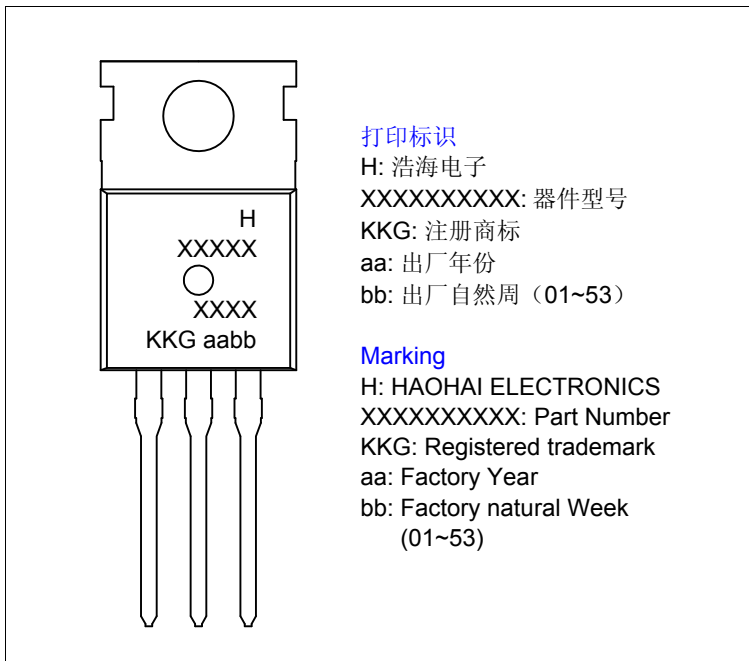 H
XXXXX
XXXX
KKG aabb
打印标识
H: 浩海电子
XXXXXXXXXX: 器件型号
KKG: 注册商标
aa: 出厂年份
bb: 出厂自然周（01~53）
Marking
H: HAOHAI ELECTRONICS
XXXXXXXXXX: Part Number
KKG: Registered trademark
aa: Factory Year
bb: Factory natural Week
(01~53)